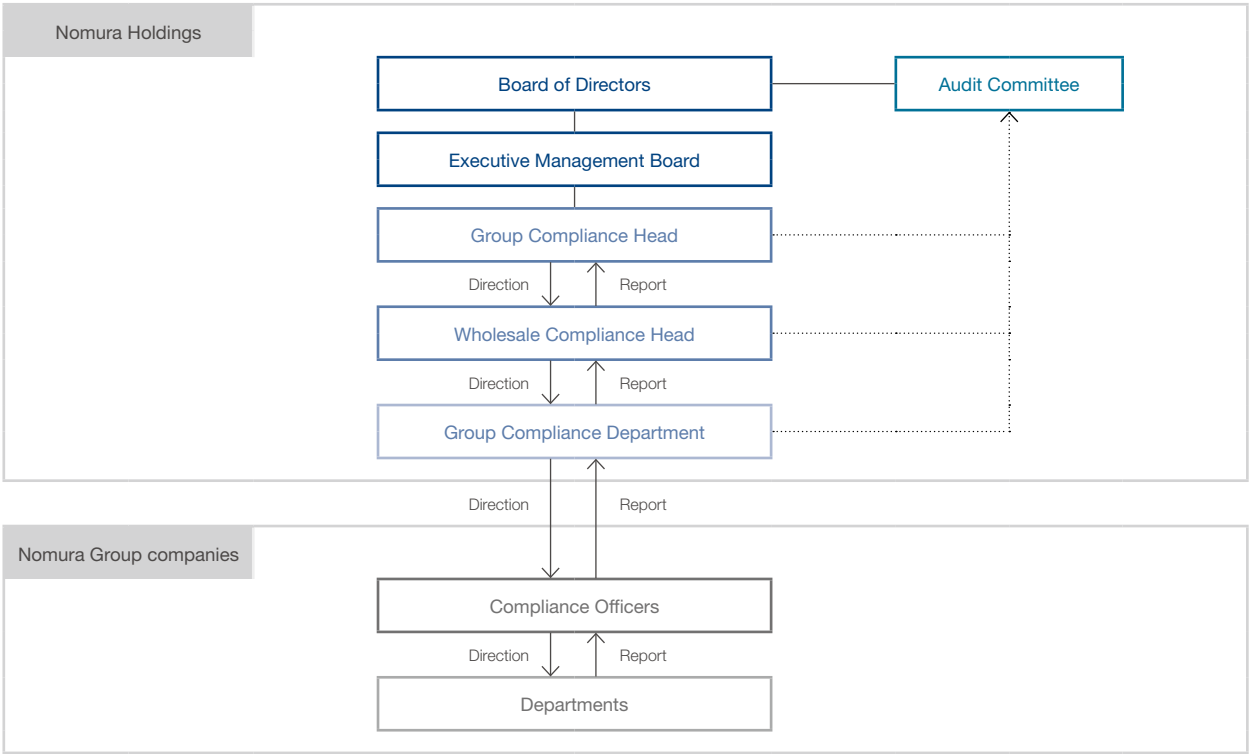 Nomura Holdings
Board of Directors
Audit Committee
Executive Management Board
Group Compliance Head
Direction
Report
Wholesale Compliance Head
Direction
Report
Group Compliance Department
Direction
Report
Nomura Group companies
Compliance Officers
Direction
Report
Departments